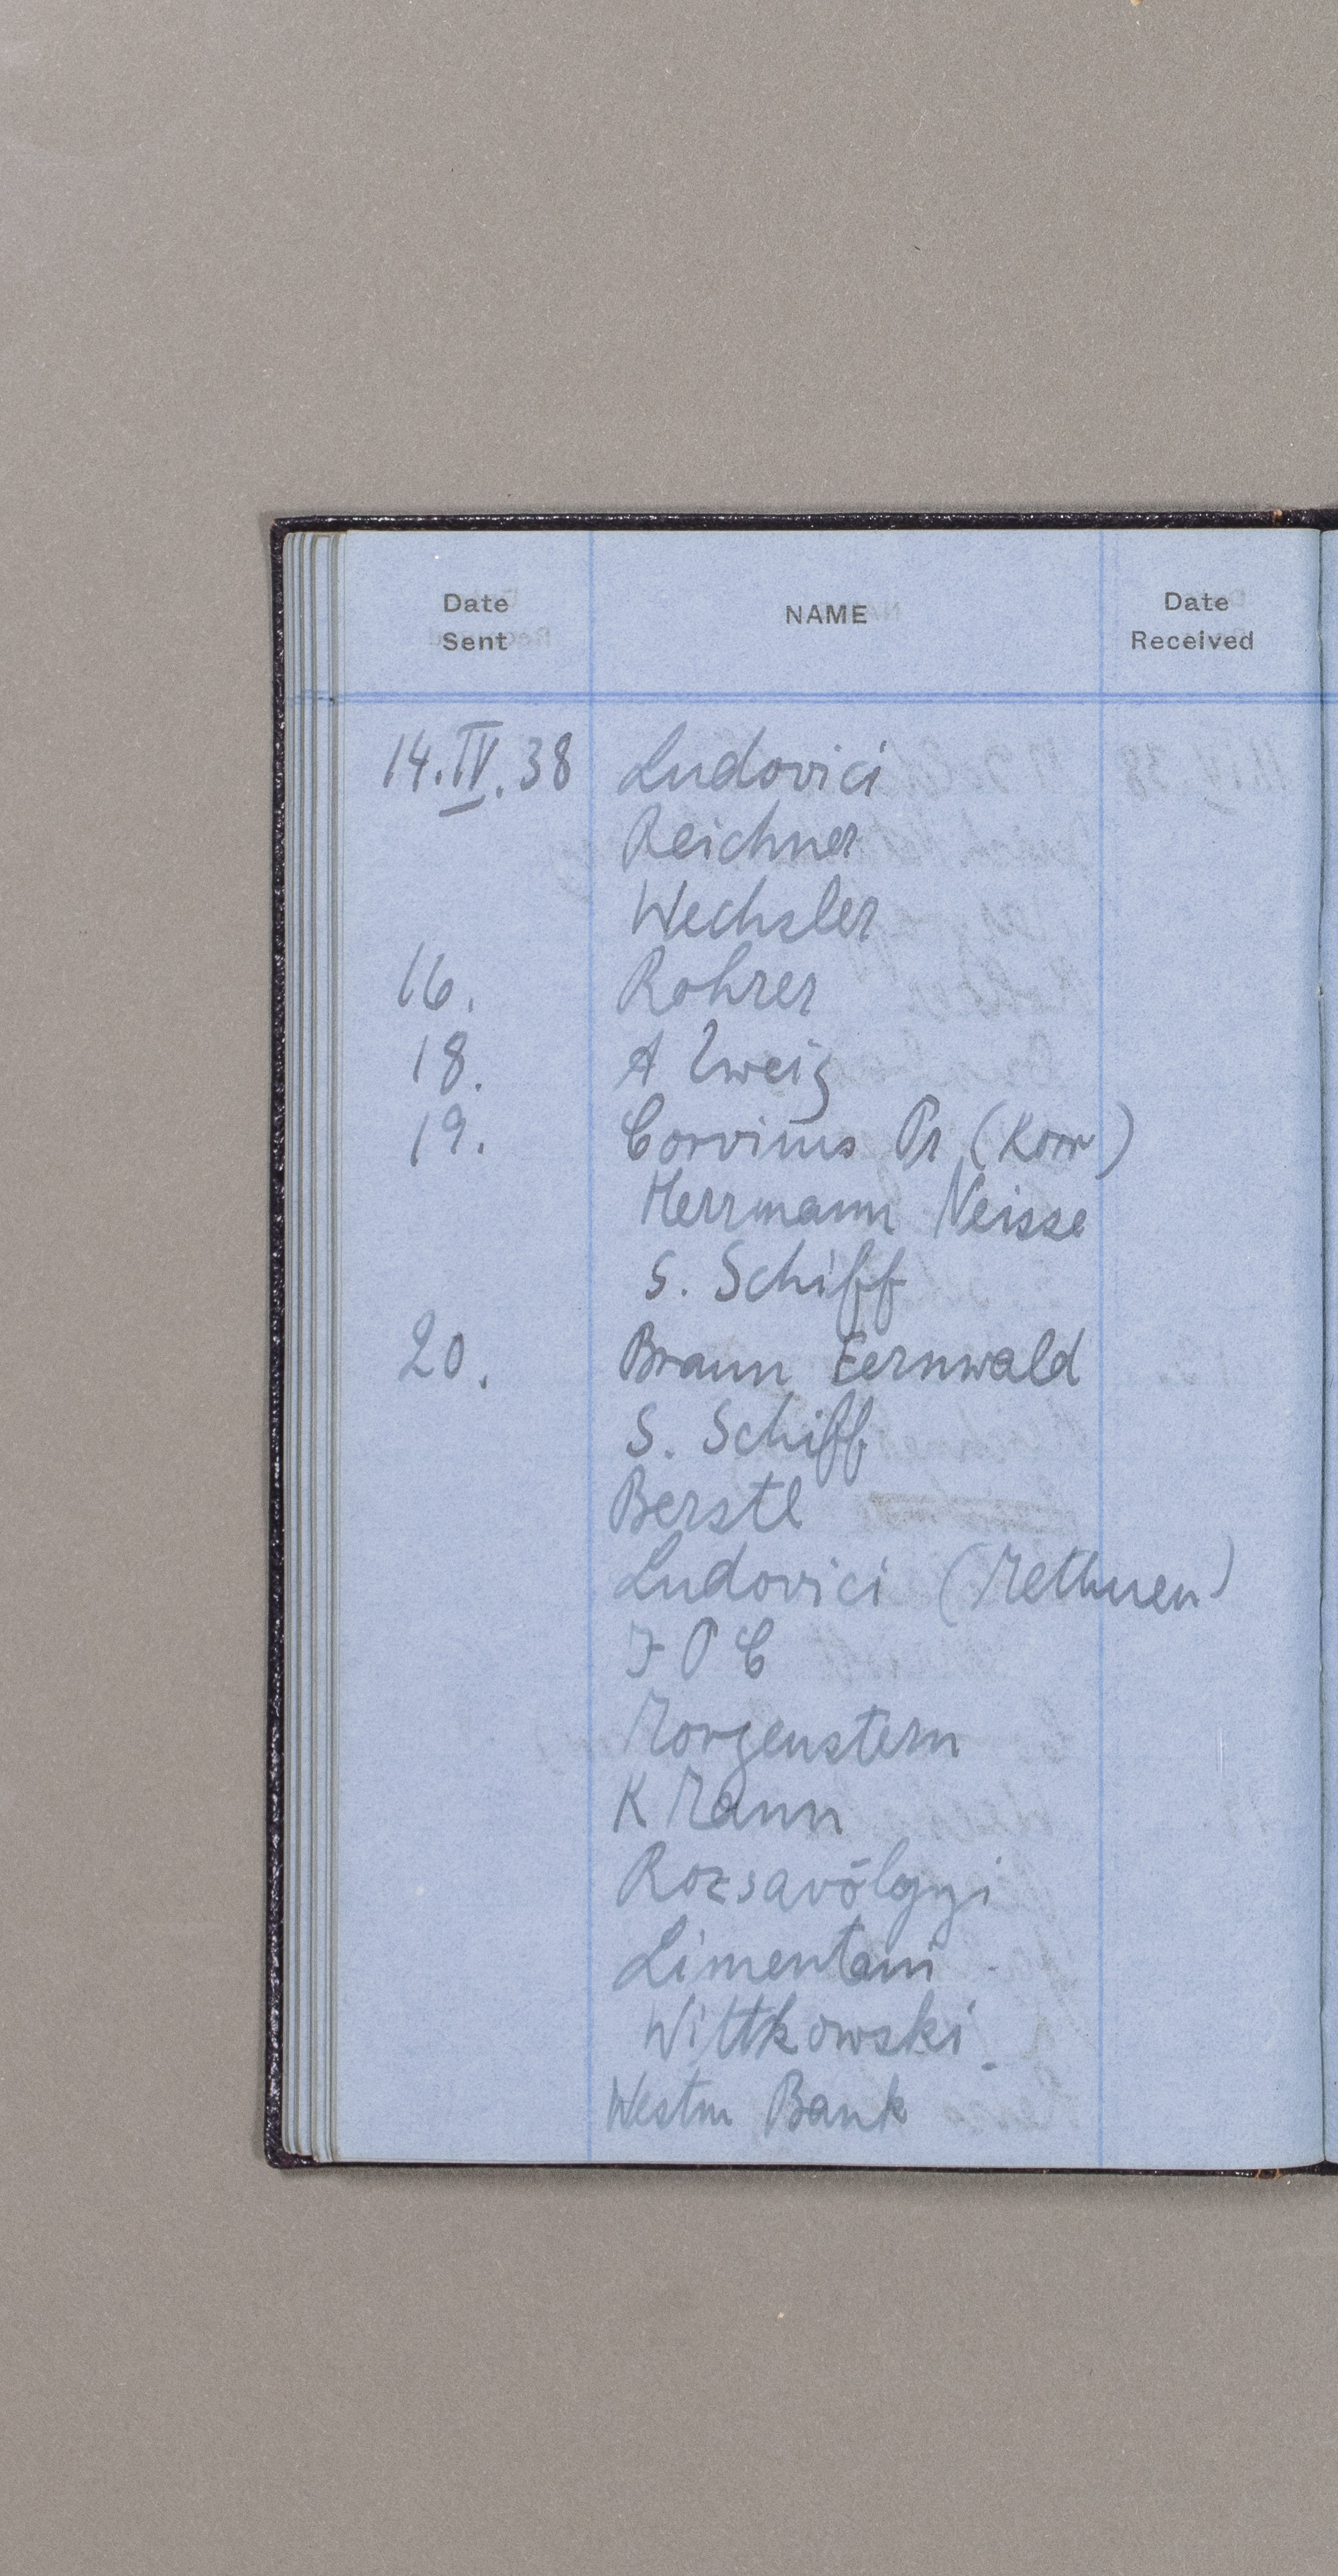 Date Sent NAME Date Received
14.IV.38 Ludovici
Reichner
Wechsler
16. Rohrer
18. A Zweig
19. Corvinus Pr (Korr)
Herrmann Neisse
S. Schiff
20. Braun Fernwald
S. Schiff
Berstl
Ludovici (Methuen)
I P C
Morgenstern
K Mann
Rozsavölgyi
Limentani
Wittkowski
Westm Bank